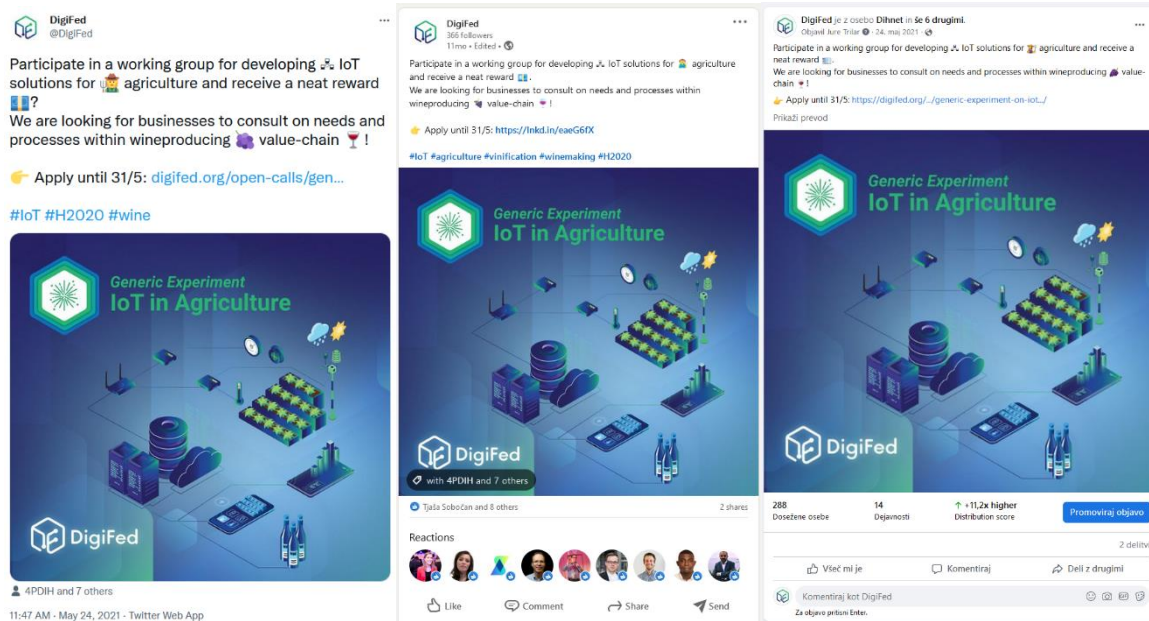 DigiFed
@DigiFed
Participate in a working group for developing IoT
solutions for agriculture and receive a neat reward
?
We are looking for businesses to consult on needs and
processes within wineproducing value-chain !
Apply until 31/5: digifed.org/open-calls/gen...
#IoT #H2020 #wine
Generic Experiment
IoT in Agriculture
DigiFed
4PDIH and 7 others
11:47 AM · May 24, 2021 · Twitter Web App
DigiFed
366 followers
11mo • Edited •
Participate in a working group for developing IoT solutions for agriculture
and receive a neat reward .
We are looking for businesses to consult on needs and processes within
wineproducing value-chain !
Apply until 31/5: https://lnkd.in/eaeG6fX
#IoT #agriculture #vinification #winemaking #H2020
Generic Experiment
IoT in Agriculture
DigiFed
with 4PDIH and 7 others
Tjaša Sobočan and 8 others
2 shares
Reactions
Like
Comment
Share
Send
DigiFed je z osebo Dihnet in še 6 drugimi.
Objavil Jure Trilar · 24. maj 2021 ·
Participate in a working group for developing IoT solutions for agriculture and receive a
neat reward .
We are looking for businesses to consult on needs and processes within wineproducing value-
chain !
Apply until 31/5: https://digifed.org/.../generic-experiment-on-iot.../
Prikaži prevod
Generic Experiment
IoT in Agriculture
DigiFed
288
Dosežene osebe
14
Dejavnosti
+11,2x higher
Distribution score
Promoviraj objavo
2 delitvi
Všeč mi je
Komentiraj
Deli z drugimi
Komentiraj kot DigiFed
Za objavo pritisni Enter.